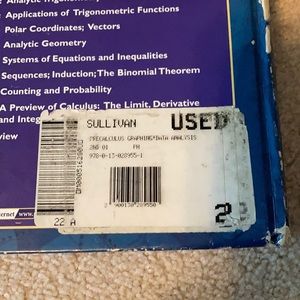 Applications of Trigonometric Functions
Polar Coordinates; Vectors
Analytic Geometry
Systems of Equations and Inequalities
Sequences; Induction; The Binomial Theorem
Counting and Probability
A Preview of Calculus: The Limit, Derivative
and Integ
view
SULLIVAN USED
PRECALCULUS GRAPHING&DATA ANALYSIS
2ND 01 PH
978-0-13-028955-1
22 A
2
ternet